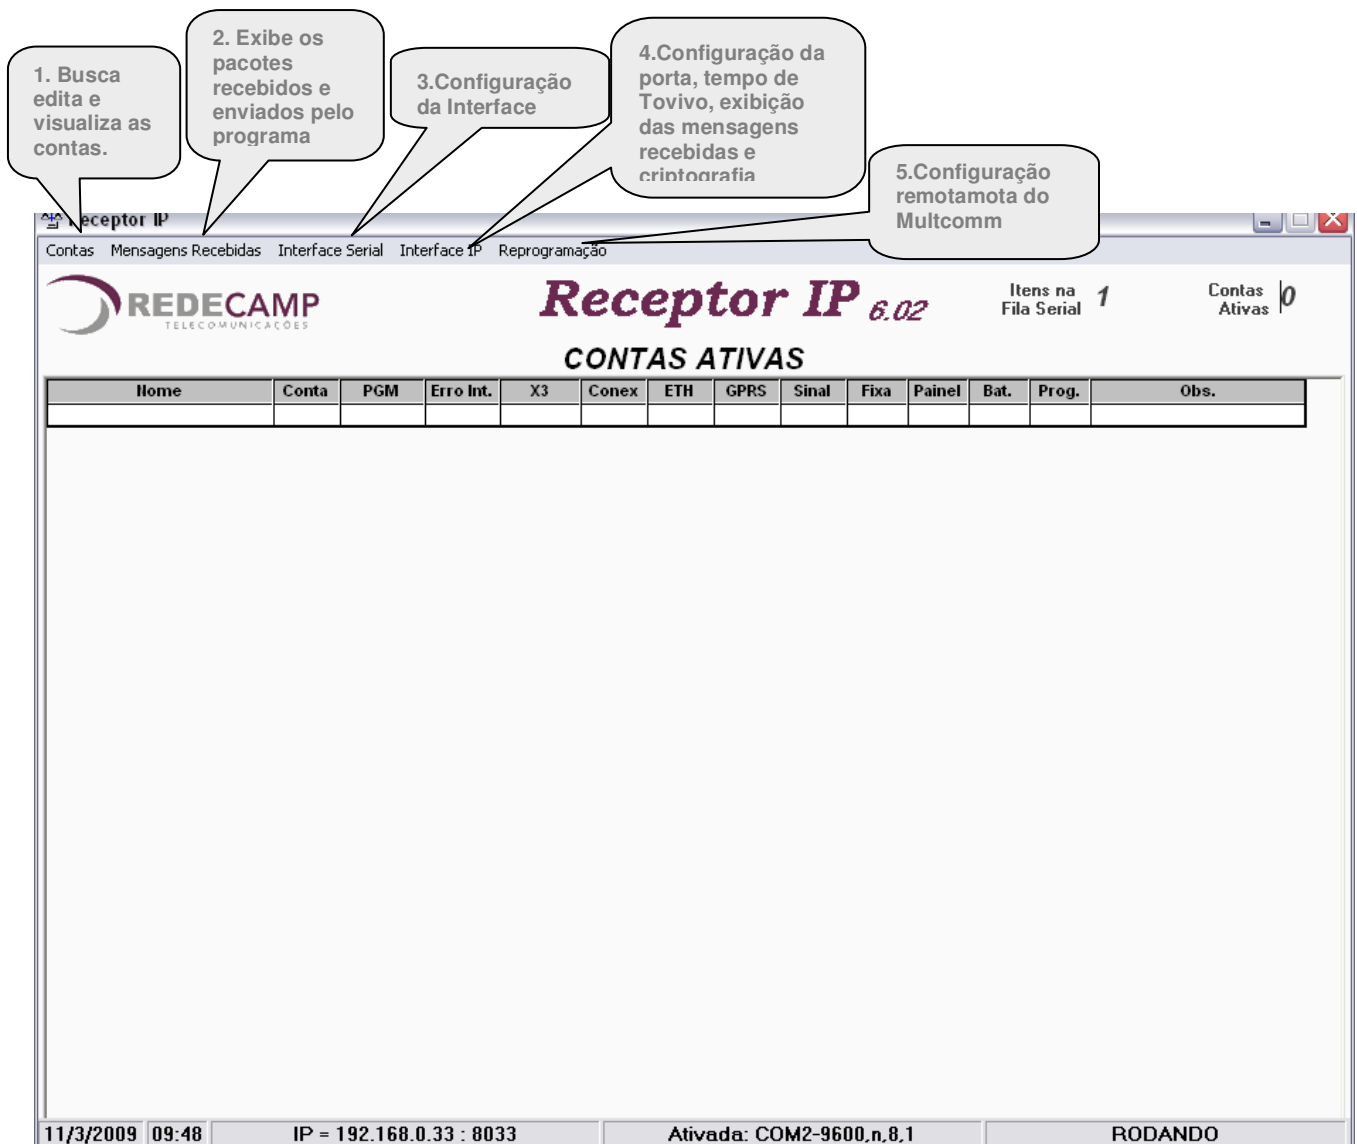 1. Busca
edita e
visualiza as
contas.
2. Exibe os
pacotes
recebidos e
enviados pelo
programa
3.Configuração
da Interface
4.Configuração da
porta, tempo de
Tovivo, exibição
das mensagens
recebidas e
criptografia
5.Configuração
remotamota do
Multcomm
Receptor IP
Contas Mensagens Recebidas Interface Serial Interface IP Reprogramação
REDECAMP
TELECOMUNICAÇÕES
Receptor IP 6.02
Itens na
Fila Serial 1
Contas
Ativas 0
CONTAS ATIVAS
Nome Conta PGM Erro Int. X3 Conex ETH GPRS Sinal Fixa Painel Bat. Prog. Obs.
11/3/2009 09:48 IP = 192.168.0.33 : 8033 Ativada: COM2-9600,n,8,1 RODANDO